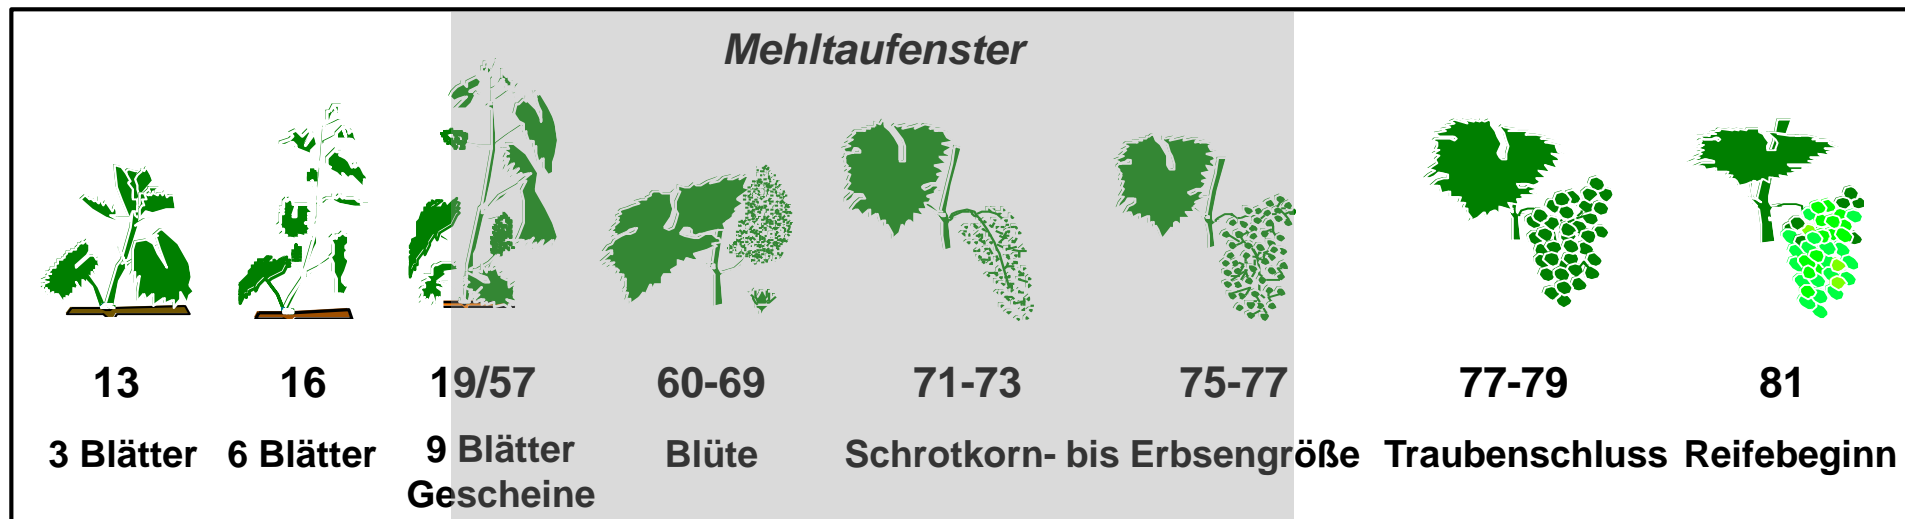 Mehltaufenster
13 16 19/57 60-69 71-73 75-77 77-79 81
3 Blätter 6 Blätter 9 Blätter Blüte Schrotkorn- bis Erbsengröße Traubenschluss Reifebeginn
Gescheine